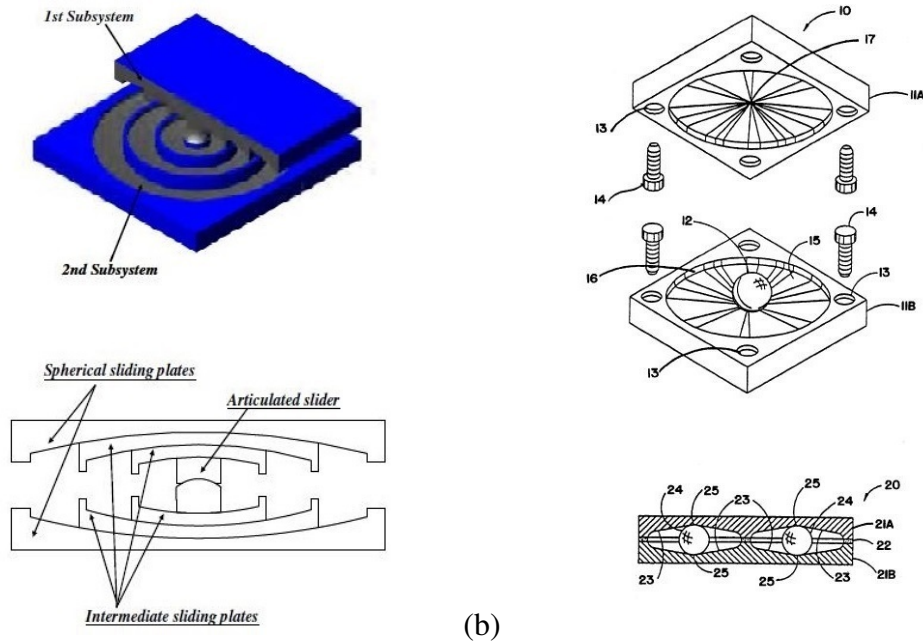 1st Subsystem
2nd Subsystem
Spherical sliding plates
Articulated slider
Intermediate sliding plates
(b)
10
17
11A
13
14
14
12
15
16
13
11B
13
20
24
25
23
25
24
21A
22
23
25
25
23
21B